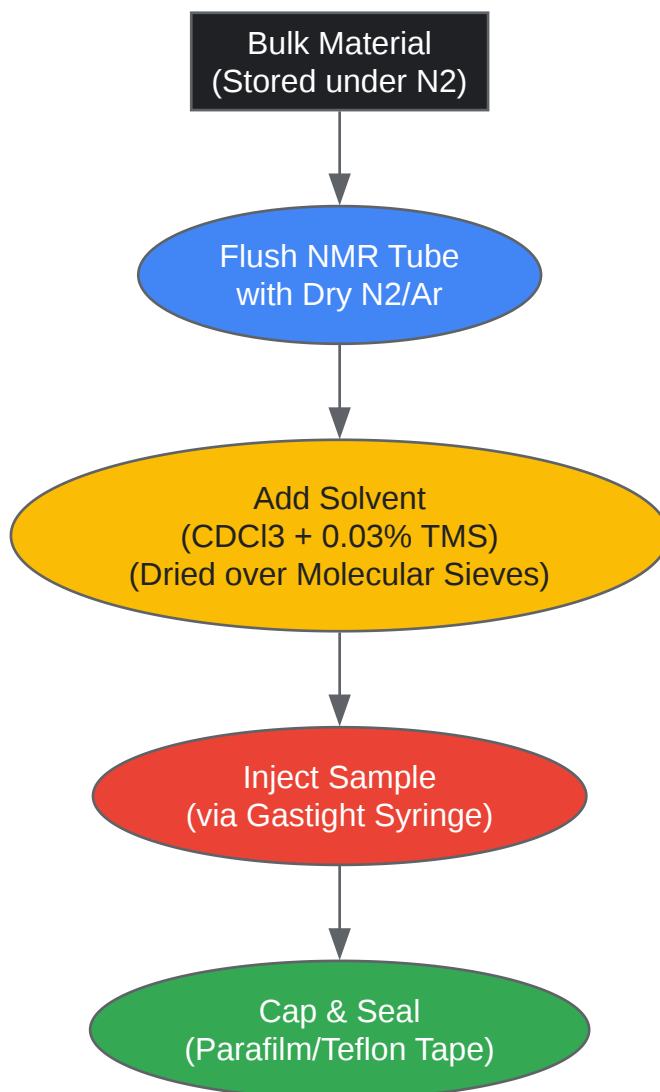 Bulk Material
(Stored under N2)
Flush NMR Tube
with Dry N2/Ar
Add Solvent
(CDCl3 + 0.03% TMS)
(Dried over Molecular Sieves)
Inject Sample
(via Gastight Syringe)
Cap & Seal
(Parafilm/Teflon Tape)